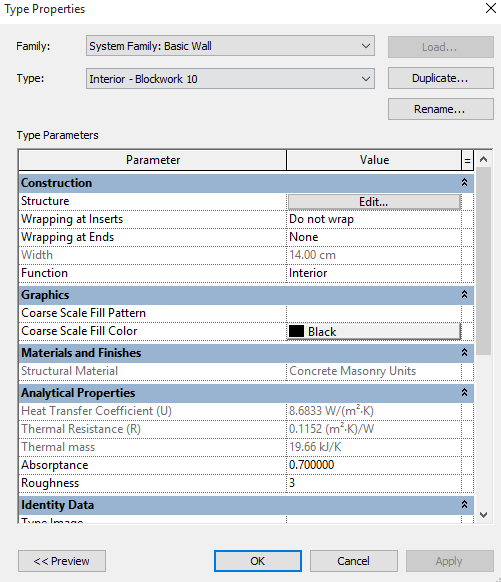 Type Properties
Family: System Family: Basic Wall Load...
Type: Interior - Blockwork 10 Duplicate...
Rename...
Type Parameters
Parameter Value =
Construction
Structure Edit...
Wrapping at Inserts Do not wrap
Wrapping at Ends None
Width 14.00 cm
Function Interior
Graphics
Coarse Scale Fill Pattern
Coarse Scale Fill Color Black
Materials and Finishes
Structural Material Concrete Masonry Units
Analytical Properties
Heat Transfer Coefficient (U) 8.6833 W/(m²·K)
Thermal Resistance (R) 0.1152 (m²·K)/W
Thermal mass 19.66 kJ/K
Absorptance 0.700000
Roughness 3
Identity Data
Type Image
<< Preview OK Cancel Apply